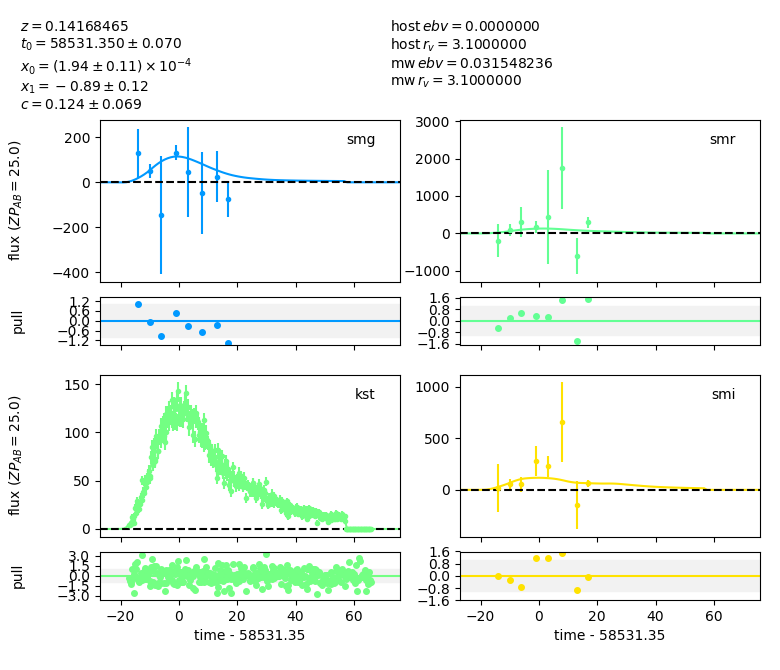 z = 0.14168465
t₀ = 58531.350 ± 0.070
x₀ = (1.94 ± 0.11) × 10⁻⁴
x₁ = −0.89 ± 0.12
c = 0.124 ± 0.069
host ebv = 0.0000000
host r_v = 3.1000000
mw ebv = 0.031548236
mw r_v = 3.1000000
smg
200
0
−200
−400
flux (ZP_AB = 25.0)
smr
3000
2000
1000
0
−1000
1.2
0.6
0.0
−0.6
−1.2
pull
1.6
0.8
0.0
−0.8
−1.6
kst
150
100
50
0
flux (ZP_AB = 25.0)
smi
1000
500
0
3.0
1.5
0.0
−1.5
−3.0
pull
−20 0 20 40 60
time - 58531.35
1.6
0.8
0.0
−0.8
−1.6
−20 0 20 40 60
time - 58531.35